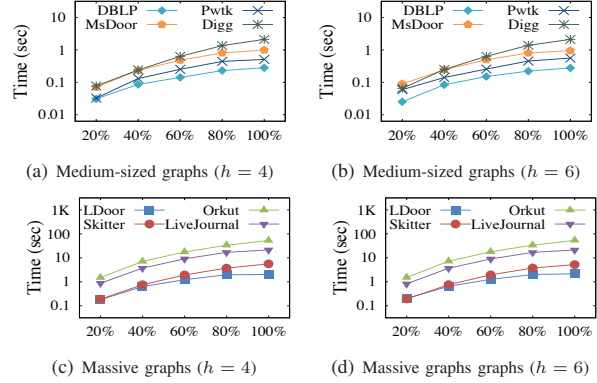 DBLP Pwtk
MsDoor Digg
Time (sec)
10
1
0.1
0.01
20% 40% 60% 80% 100%
(a) Medium-sized graphs (h = 4)
DBLP Pwtk
MsDoor Digg
Time (sec)
10
1
0.1
0.01
20% 40% 60% 80% 100%
(b) Medium-sized graphs (h = 6)
LDoor Orkut
Skitter LiveJournal
Time (sec)
1K
100
10
1
0.1
20% 40% 60% 80% 100%
(c) Massive graphs (h = 4)
LDoor Orkut
Skitter LiveJournal
Time (sec)
1K
100
10
1
0.1
20% 40% 60% 80% 100%
(d) Massive graphs graphs (h = 6)